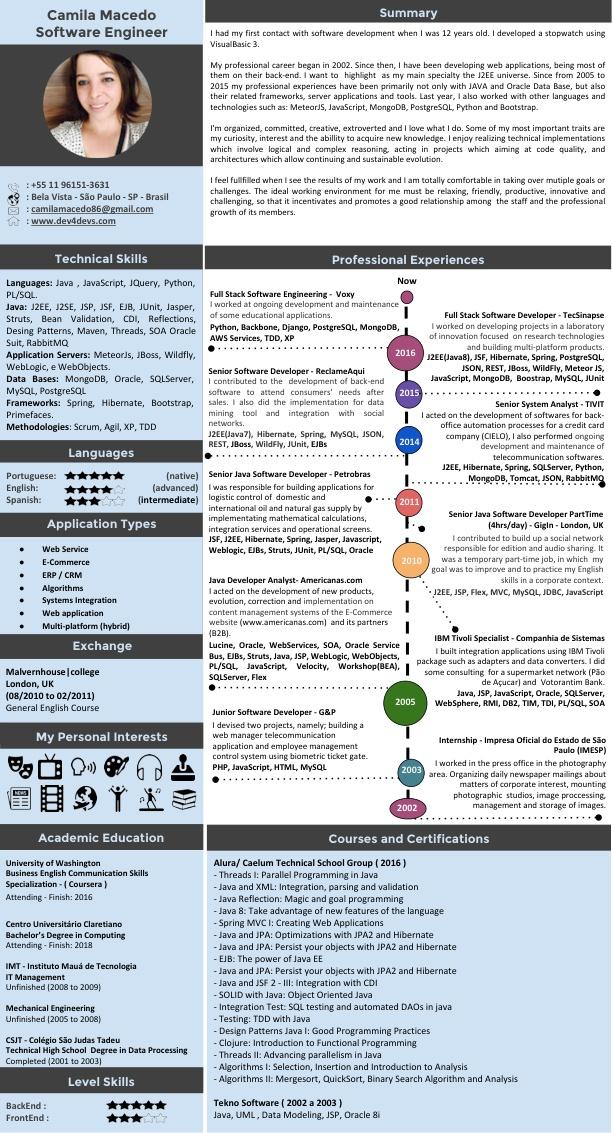 Camila Macedo
Software Engineer
: +55 11 96151-3631
: Bela Vista - São Paulo - SP - Brasil
: camilamacedo86@gmail.com
: www.dev4devs.com
Summary
I had my first contact with software development when I was 12 years old. I developed a stopwatch using
VisualBasic 3.
My professional career began in 2002. Since then, I have been developing web applications, being most of
them on their back-end. I want to highlight as my main specialty the J2EE universe. Since from 2005 to
2015 my professional experiences have been primarily not only with JAVA and Oracle Data Base, but also
their related frameworks, server applications and tools. Last year, I also worked with other languages and
technologies such as: MeteorJS, JavaScript, MongoDB, PostgreSQL, Python and Bootstrap.
I'm organized, committed, creative, extroverted and I love what I do. Some of my most important traits are
my curiosity, interest and the abillity to acquire new knowledge. I enjoy realizing technical implementations
which involve logical and complex reasoning, acting in projects which aiming at code quality, and
architectures which allow continuing and sustainable evolution.
I feel fullfilled when I see the results of my work and I am totally comfortable in taking over mutiple goals or
challenges. The ideal working environment for me must be relaxing, friendly, productive, innovative and
challenging, so that it incentivates and promotes a good relationship among the staff and the professional
growth of its members.
Technical Skills
Languages: Java , JavaScript, JQuery, Python,
PL/SQL.
Java: J2EE, J2SE, JSP, JSF, EJB, JUnit, Jasper,
Struts, Bean Validation, CDI, Reflections,
Desing Patterns, Maven, Threads, SOA Oracle
Suit, RabbitMQ
Application Servers: MeteorJs, JBoss, Wildfly,
WebLogic, e WebObjects.
Data Bases: MongoDB, Oracle, SQLServer,
MySQL, PostgreSQL
Frameworks: Spring, Hibernate, Bootstrap,
Primefaces.
Methodologies: Scrum, Agil, XP, TDD
Languages
Portuguese: (native)
English: (advanced)
Spanish: (intermediate)
Application Types
● Web Service
● E-Commerce
● ERP / CRM
● Algorithms
● Systems Integration
● Web application
● Multi-platform (hybrid)
Exchange
Malvernhouse|college
London, UK
(08/2010 to 02/2011)
General English Course
My Personal Interests
NEWS
Professional Experiences
Now
Full Stack Software Engineering - Voxy
I worked at ongoing development and maintenance
of some educational applications.
Python, Backbone, Django, PostgreSQL, MongoDB,
AWS Services, TDD, XP
Full Stack Software Developer - TecSinapse
I worked on developing projects in a laboratory
of innovation focused on research technologies
and building multi-platform products.
J2EE(Java8), JSF, Hibernate, Spring, PostgreSQL,
JSON, REST, JBoss, Wildfly, Meteor JS,
JavaScript, MongoDB, Boostrap, MySQL, JUnit
2016
Senior Software Developer - ReclameAqui
I contributed to the development of back-end
software to attend consumers' needs after
sales. I also did the implementation for data
mining tool and integration with social
networks.
J2EE(Java7), Hibernate, Spring, MySQL, JSON,
REST, JBoss, WildFly, JUnit, EJBs
2015
Senior System Analyst - TIVIT
I acted on the development of softwares for back-
office automation processes for a credit card
company (CIELO), I also performed ongoing
development and maintenance of
telecommunication softwares.
J2EE, Hibernate, Spring, SQLServer, Python,
MongoDB, Tomcat, JSON, RabbitMQ
2014
Senior Java Software Developer - Petrobras
I was responsible for building applications for
logistic control of domestic and
international oil and natural gas supply by
implementating mathematical calculations,
integration services and operational screens.
JSF, J2EE, Hibernate, Spring, Jasper, Javascript,
Weblogic, EJBs, Struts, JUnit, PL/SQL, Oracle
2011
Senior Java Software Developer PartTime
(4hrs/day) - GigIn - London, UK
I contributed to build up a social network
responsible for edition and audio sharing. It
was a temporary part-time job, in which my
goal was to improve and to practice my English
skills in a corporate context.
J2EE, JSP, Flex, MVC, MySQL, JDBC, JavaScript
2010
Java Developer Analyst- Americanas.com
I acted on the development of new products,
evolution, correction and implementation on
content management systems of the E-Commerce
website (www.americanas.com) and its partners
(B2B).
Lucine, Oracle, WebServices, SOA, Oracle Service
Bus, EJBs, Struts, Java, JSP, WebLogic, WebObjects,
PL/SQL, JavaScript, Velocity, Workshop(BEA),
SQLServer, Flex
IBM Tivoli Specialist - Companhia de Sistemas
I built integration applications using IBM Tivoli
package such as adapters and data converters. I did
some consulting for a supermarket network (Pão
de Açucar) and Votorantim Bank.
Java, JSP, JavaScript, Oracle, SQLServer,
WebSphere, RMI, DB2, TIM, TDI, PL/SQL, SOA
2005
Junior Software Developer - G&P
I devised two projects, namely; building a
web manager telecommunication
application and employee management
control system using biometric ticket gate.
PHP, JavaScript, HTML, MySQL
Internship - Impresa Oficial do Estado de São
Paulo (IMESP)
I worked in the press office in the photography
area. Organizing daily newspaper mailings about
matters of corporate interest, mounting
photographic studios, image proccessing,
management and storage of images.
2003
2002
Academic Education
University of Washington
Business English Communication Skills
Specialization - ( Coursera )
Attending - Finish: 2016
Centro Universitário Claretiano
Bachelor's Degree in Computing
Attending - Finish: 2018
IMT - Instituto Mauá de Tecnologia
IT Management
Unfinished (2008 to 2009)
Mechanical Engineering
Unfinished (2005 to 2008)
CSJT - Colégio São Judas Tadeu
Technical High School Degree in Data Processing
Completed (2001 to 2003)
Level Skills
BackEnd :
FrontEnd :
Courses and Certifications
Alura/ Caelum Technical School Group ( 2016 )
- Threads I: Parallel Programming in Java
- Java and XML: Integration, parsing and validation
- Java Reflection: Magic and goal programming
- Java 8: Take advantage of new features of the language
- Spring MVC I: Creating Web Applications
- Java and JPA: Optimizations with JPA2 and Hibernate
- Java and JPA: Persist your objects with JPA2 and Hibernate
- EJB: The power of Java EE
- Java and JPA: Persist your objects with JPA2 and Hibernate
- Java and JSF 2 - III: Integration with CDI
- SOLID with Java: Object Oriented Java
- Integration Test: SQL testing and automated DAOs in java
- Testing: TDD with Java
- Design Patterns Java I: Good Programming Practices
- Clojure: Introduction to Functional Programming
- Threads II: Advancing parallelism in Java
- Algorithms I: Selection, Insertion and Introduction to Analysis
- Algorithms II: Mergesort, QuickSort, Binary Search Algorithm and Analysis
Tekno Software ( 2002 a 2003 )
Java, UML , Data Modeling, JSP, Oracle 8i